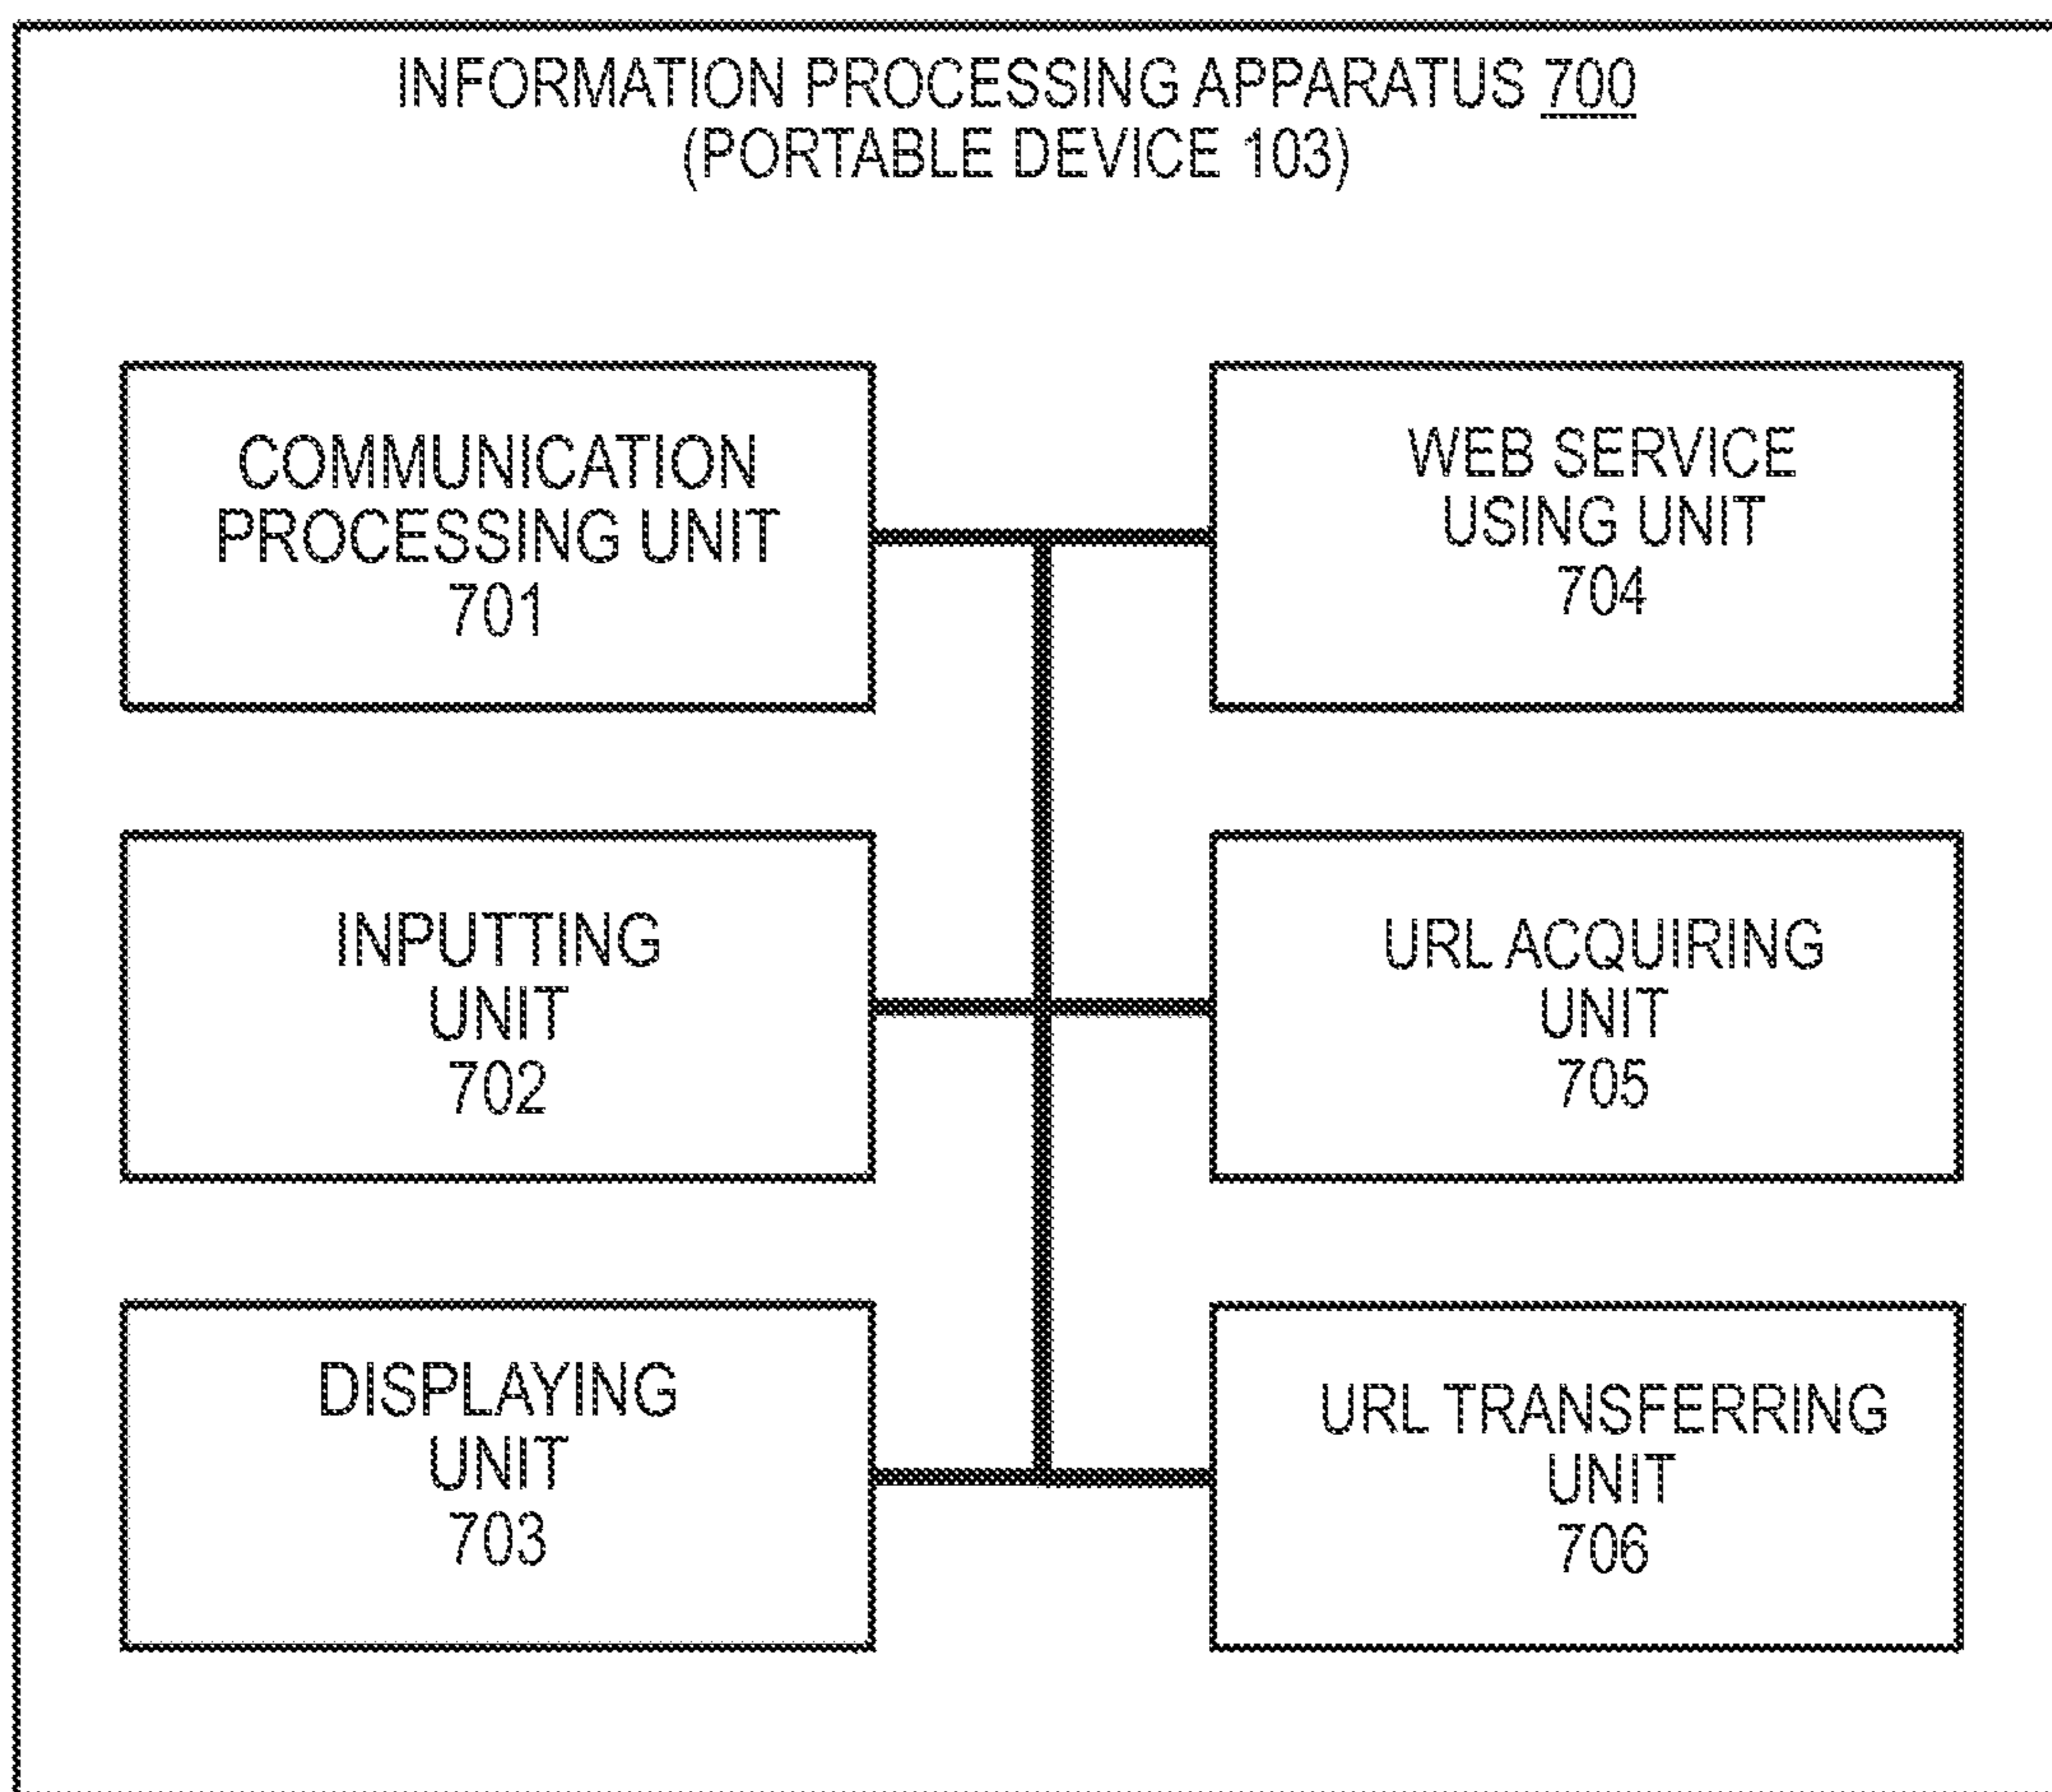 INFORMATION PROCESSING APPARATUS 700
(PORTABLE DEVICE 103)
COMMUNICATION
PROCESSING UNIT
701
WEB SERVICE
USING UNIT
704
INPUTTING
UNIT
702
URL ACQUIRING
UNIT
705
DISPLAYING
UNIT
703
URL TRANSFERRING
UNIT
706